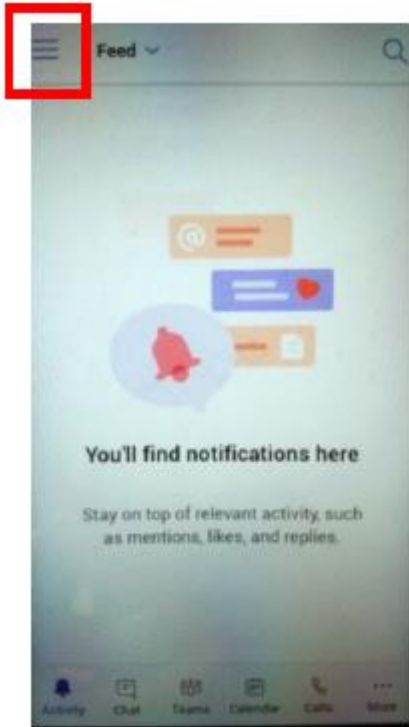 Feed
@
You'll find notifications here
Stay on top of relevant activity, such
as mentions, likes, and replies.
Activity Chat Teams Calendar Calls More